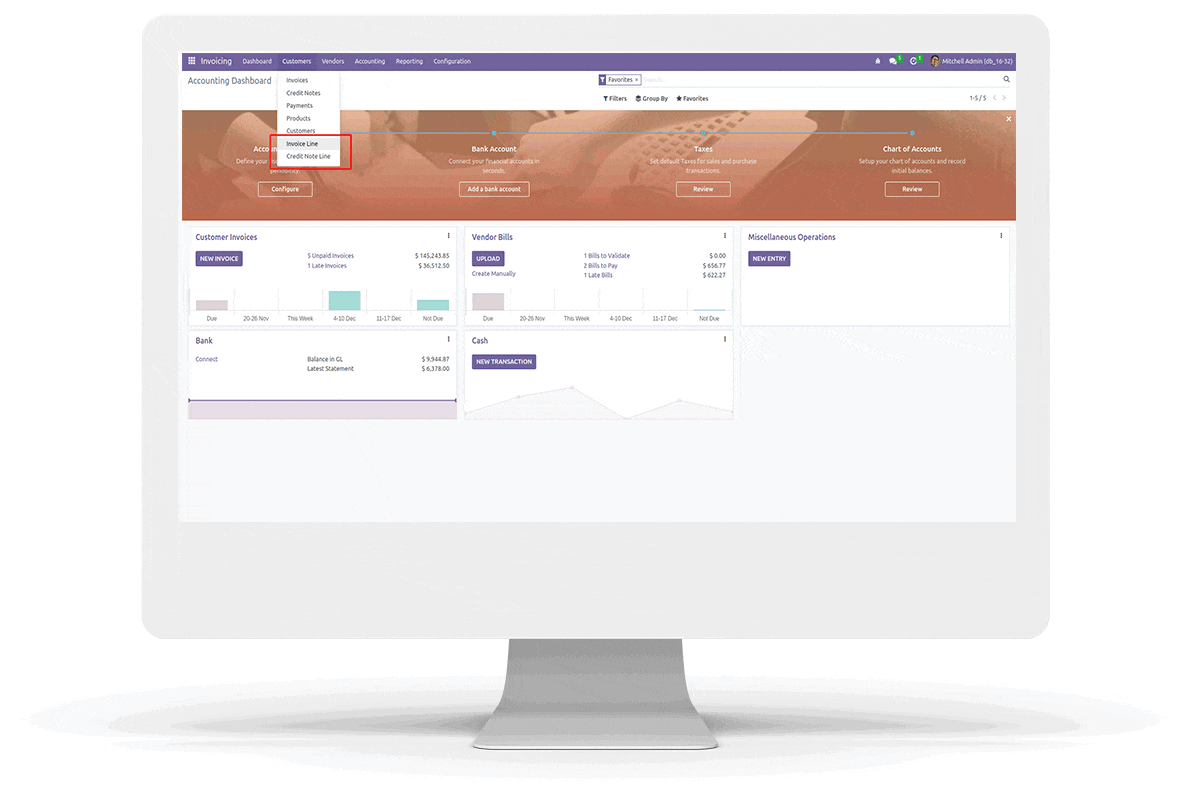 Invoicing Dashboard Customers Vendors Accounting Reporting Configuration 5 1 Mitchell Admin (db_16-32)
Accounting Dashboard
Favorites × Search...
Filters Group By Favorites
1-5 / 5
Invoices
Credit Notes
Payments
Products
Customers
Invoice Line
Credit Note Line
Define your
periodicity.
Configure
Bank Account
Connect your financial accounts in
seconds.
Add a bank account
Taxes
Set default Taxes for sales and purchase
transactions.
Review
Chart of Accounts
Setup your chart of accounts and record
initial balances.
Review
Customer Invoices
NEW INVOICE
5 Unpaid Invoices $ 145,243.85
1 Late Invoices $ 36,512.50
Due 20-26 Nov This Week 4-10 Dec 11-17 Dec Not Due
Vendor Bills
UPLOAD
Create Manually
1 Bills to Validate $ 0.00
2 Bills to Pay $ 656.77
1 Late Bills $ 622.27
Due 20-26 Nov This Week 4-10 Dec 11-17 Dec Not Due
Miscellaneous Operations
NEW ENTRY
Bank
Connect
Balance in GL $ 9,944.87
Latest Statement $ 6,378.00
Cash
NEW TRANSACTION